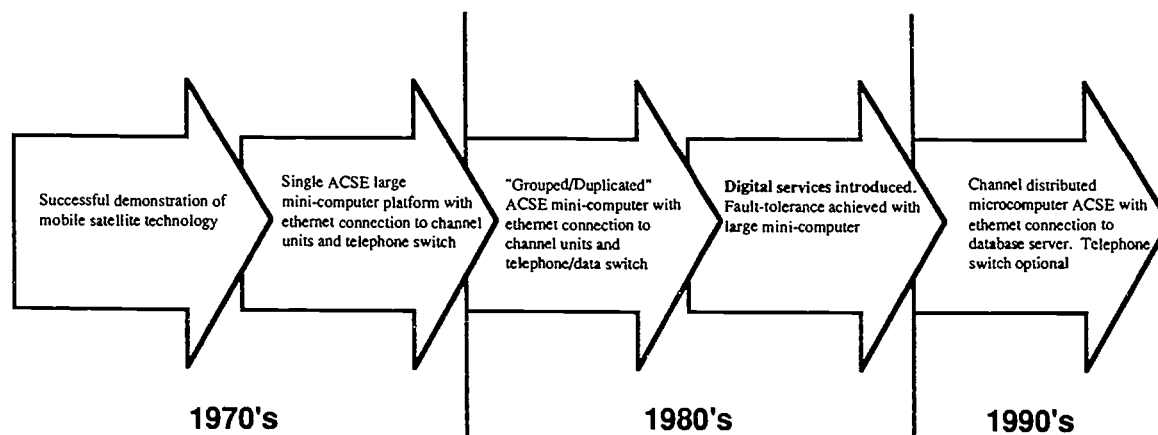 Successful demonstration of
mobile satellite technology
Single ACSE large
mini-computer platform with
ethernet connection to channel
units and telephone switch
"Grouped/Duplicated"
ACSE mini-computer with
ethernet connection to
channel units and
telephone/data switch
Digital services introduced.
Fault-tolerance achieved with
large mini-computer
Channel distributed
microcomputer ACSE with
ethernet connection to
database server. Telephone
switch optional
1970's
1980's
1990's